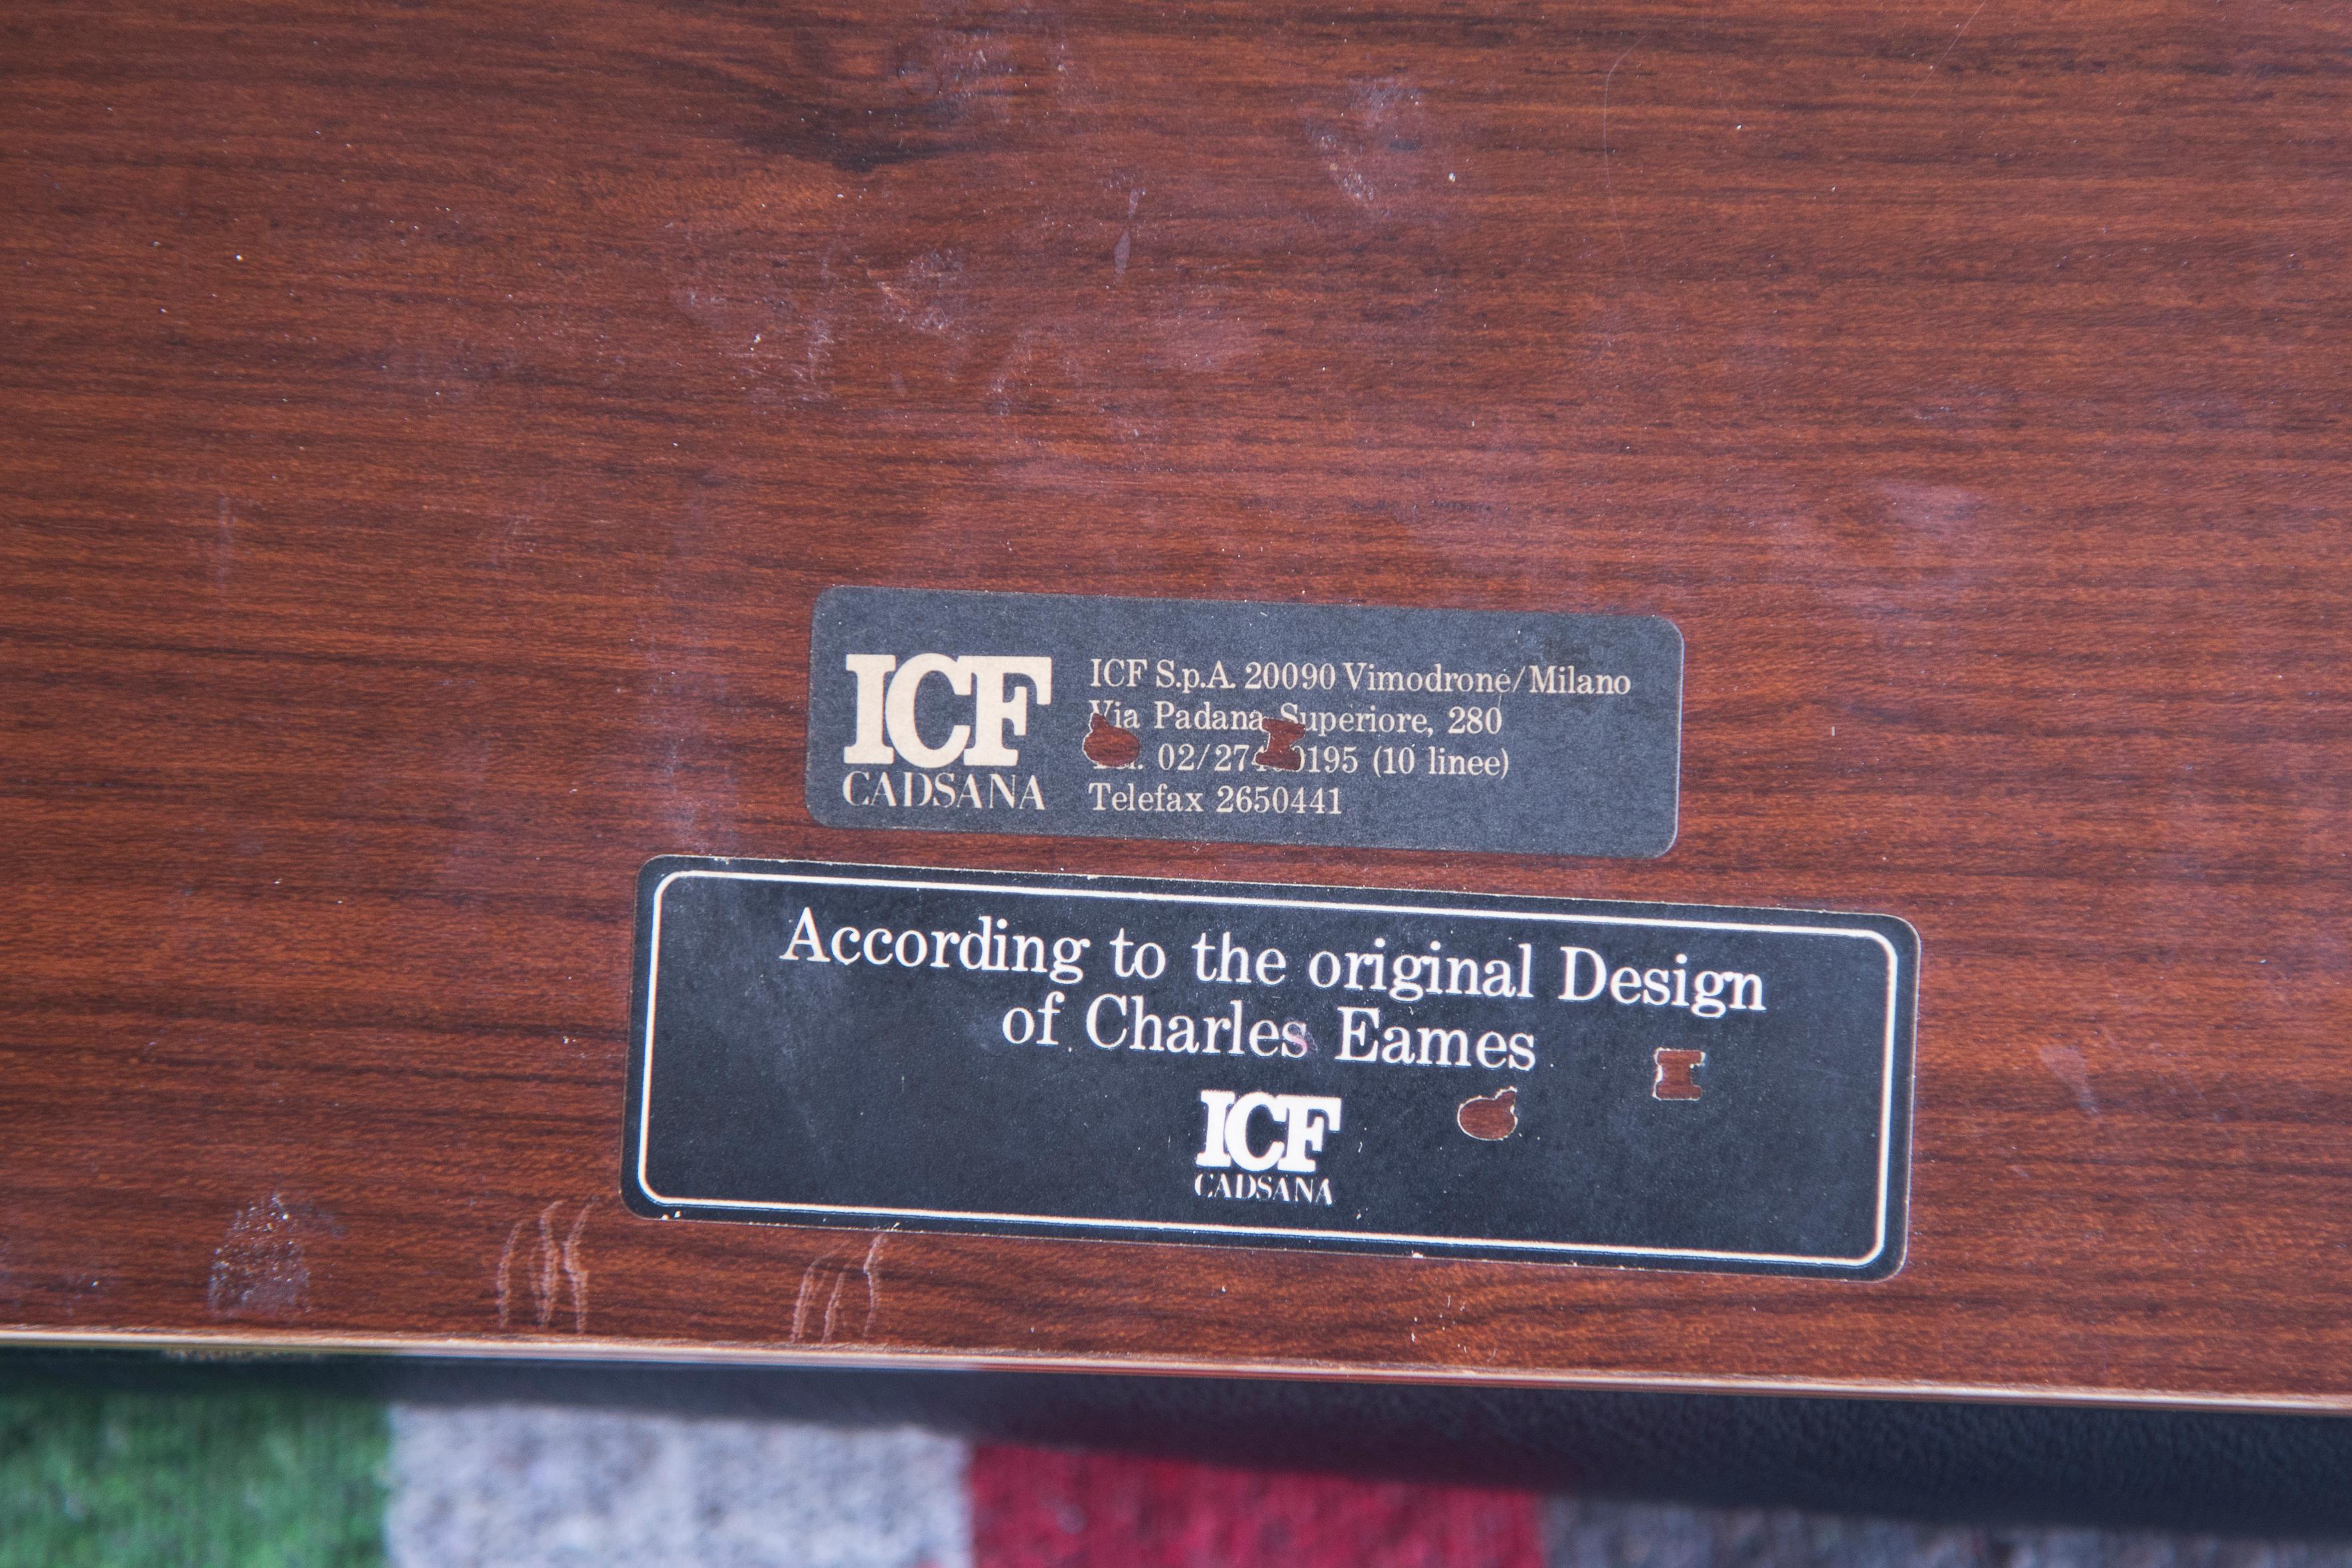 ICF
CADSANA
ICF S.p.A. 20090 Vimodrone/Milano
Via Padana Superiore, 280
(10 linee)
Telefax 2650441
According to the original Design
of Charles Eames
ICF
CADSANA